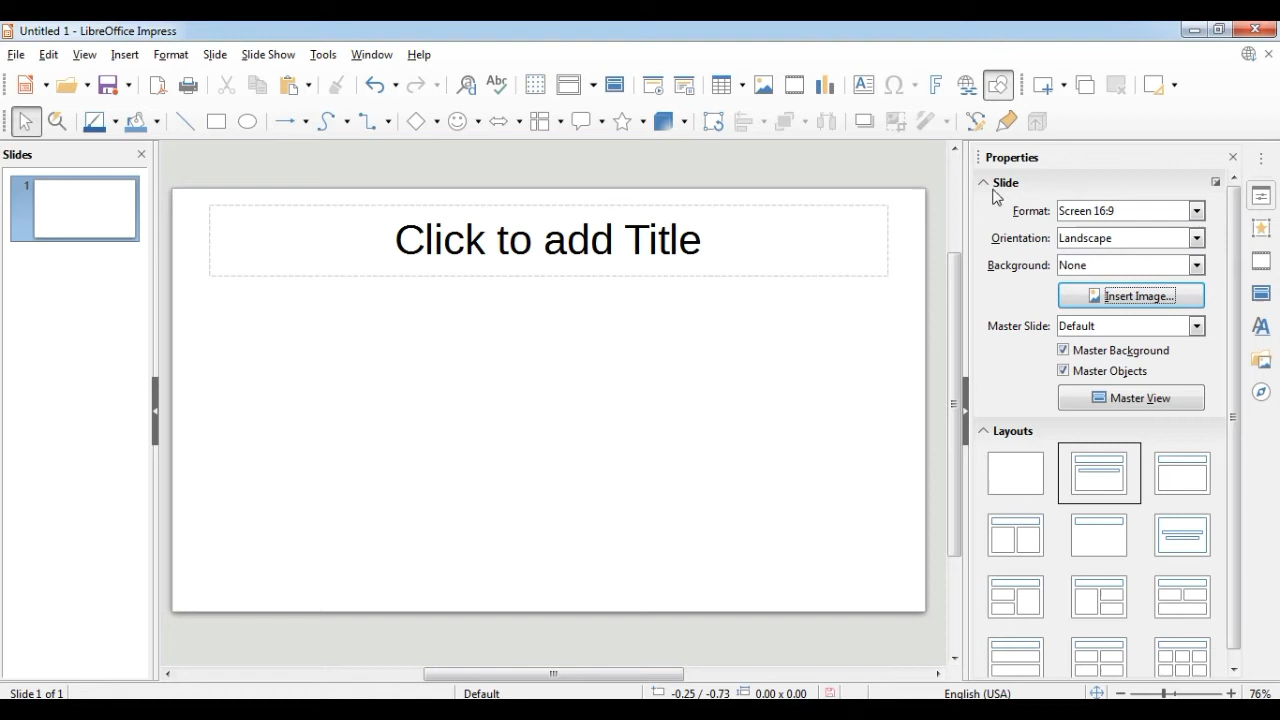 Untitled 1 - LibreOffice Impress
File Edit View Insert Format Slide Slide Show Tools Window Help
Slides
1
Click to add Title
Properties
Slide
Format: Screen 16:9
Orientation: Landscape
Background: None
Insert Image...
Master Slide: Default
Master Background
Master Objects
Master View
Layouts
Slide 1 of 1 Default -0.25 / -0.73 0.00 x 0.00 English (USA) 76%